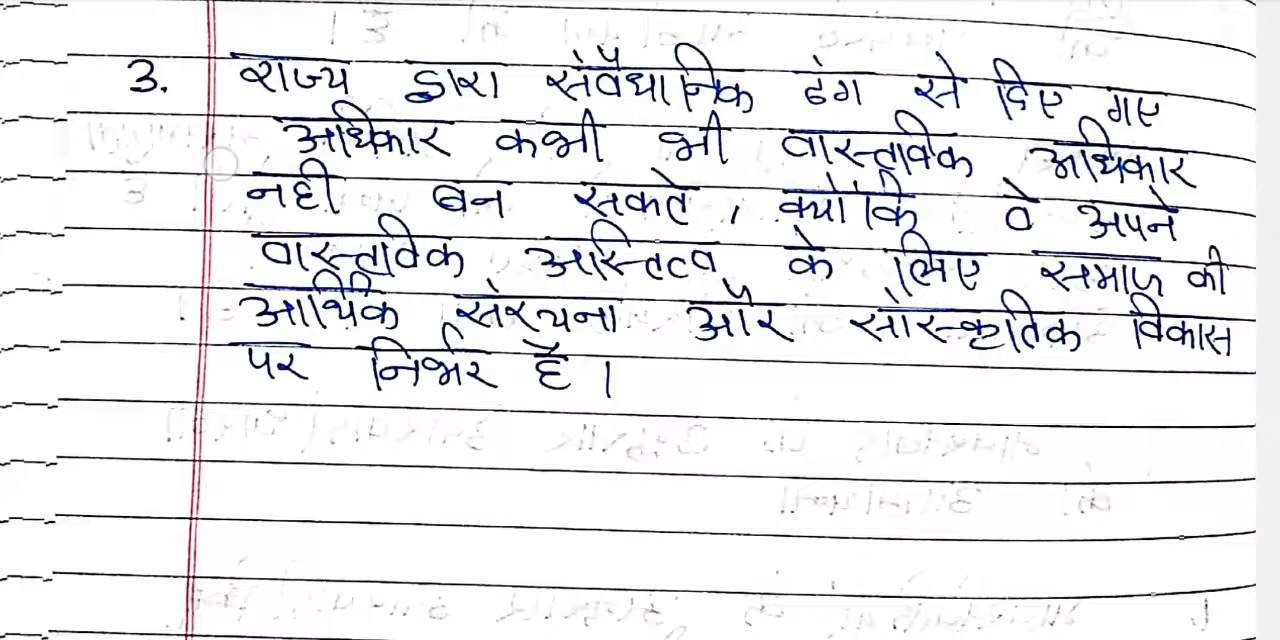 3. राज्य द्वारा संवैधानिक ढंग से दिए गए
अधिकार कभी भी वास्तविक अधिकार
नही बन सकते, क्योंकि वे अपने
वास्तविक अस्तित्व के लिए समाज की
आर्थिक संरचना और सांस्कृतिक विकास
पर निर्भर है।